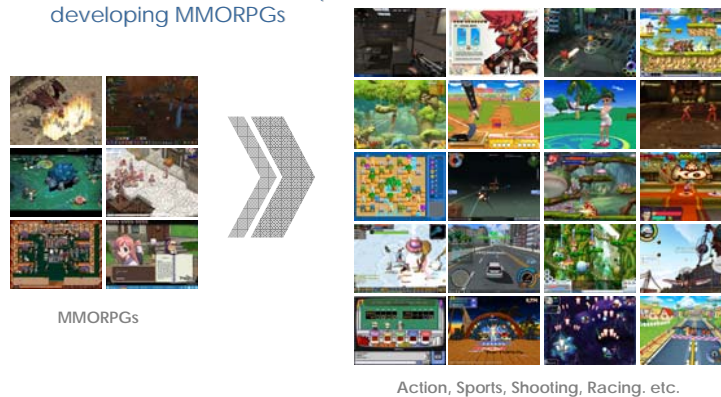 developing MMORPGs
MMORPGs
Action, Sports, Shooting, Racing. etc.